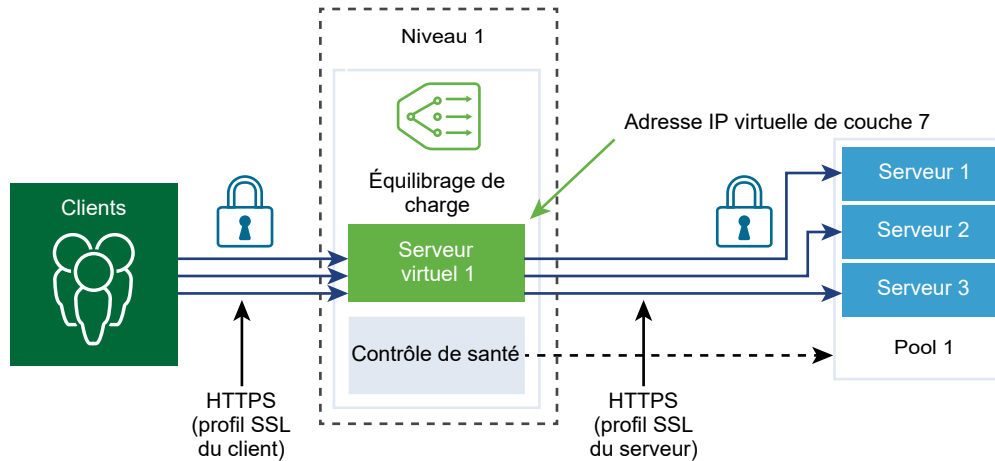 Niveau 1
Adresse IP virtuelle de couche 7
Équilibrage de
charge
Clients
Serveur
virtuel 1
Serveur 1
Serveur 2
Serveur 3
Contrôle de santé
Pool 1
HTTPS
(profil SSL
du client)
HTTPS
(profil SSL
du serveur)